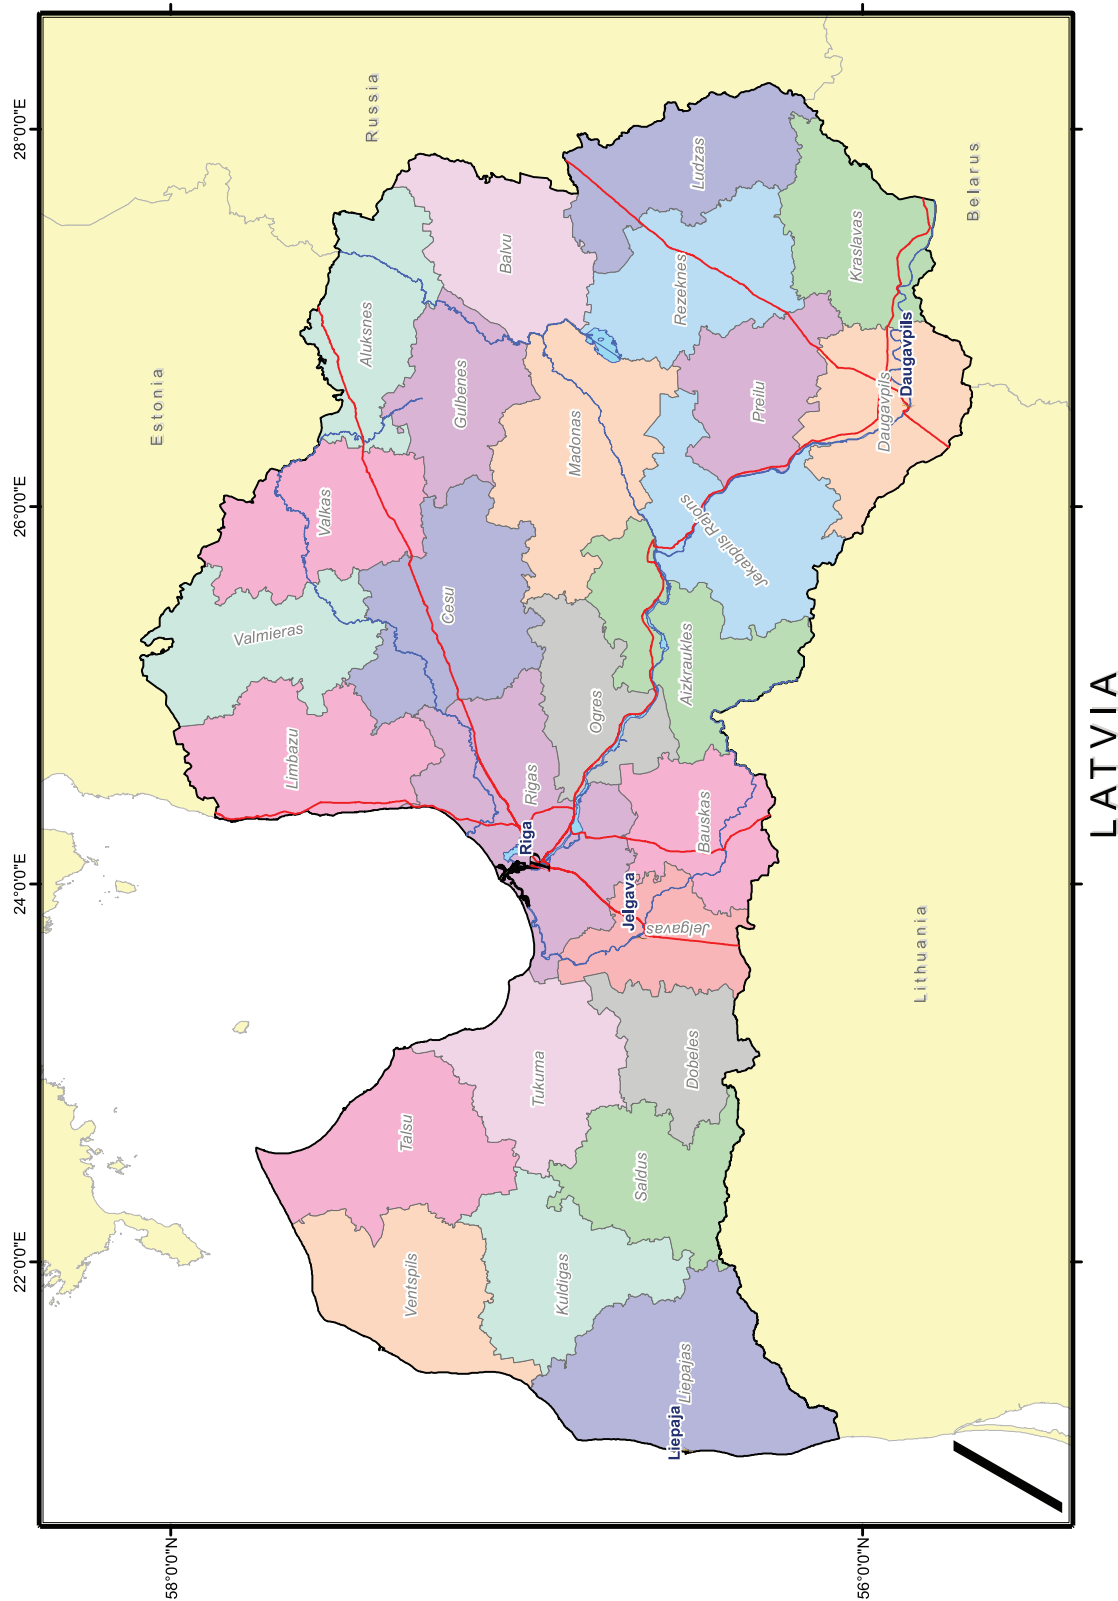 58°0'0"N
56°0'0"N
22°0'0"E
24°0'0"E
26°0'0"E
28°0'0"E
Estonia
Russia
Belarus
Lithuania
Valmieras
Valkas
Limbazu
Aluksnes
Cesu
Gulbenes
Balvu
Talsu
Ventspils
Tukuma
Rigas
Riga
Ogres
Madonas
Rezeknes
Ludzas
Kuldigas
Saldus
Dobeles
Jelgava
Jelgavas
Bauskas
Aizkraukles
Jekabpils Rajons
Preilu
Kraslavas
Liepaja
Liepajas
Daugavpils
Daugavpils
LATVIA